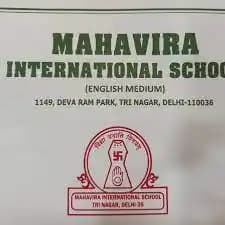 MAHAVIRA
INTERNATIONAL SCHOO
(ENGLISH MEDIUM)
1149, DEVA RAM PARK, TRI NAGAR, DELHI-110036
MAHAVIRA INTERNATIONAL SCHOOL
TRI NAGAR, DELHI-35